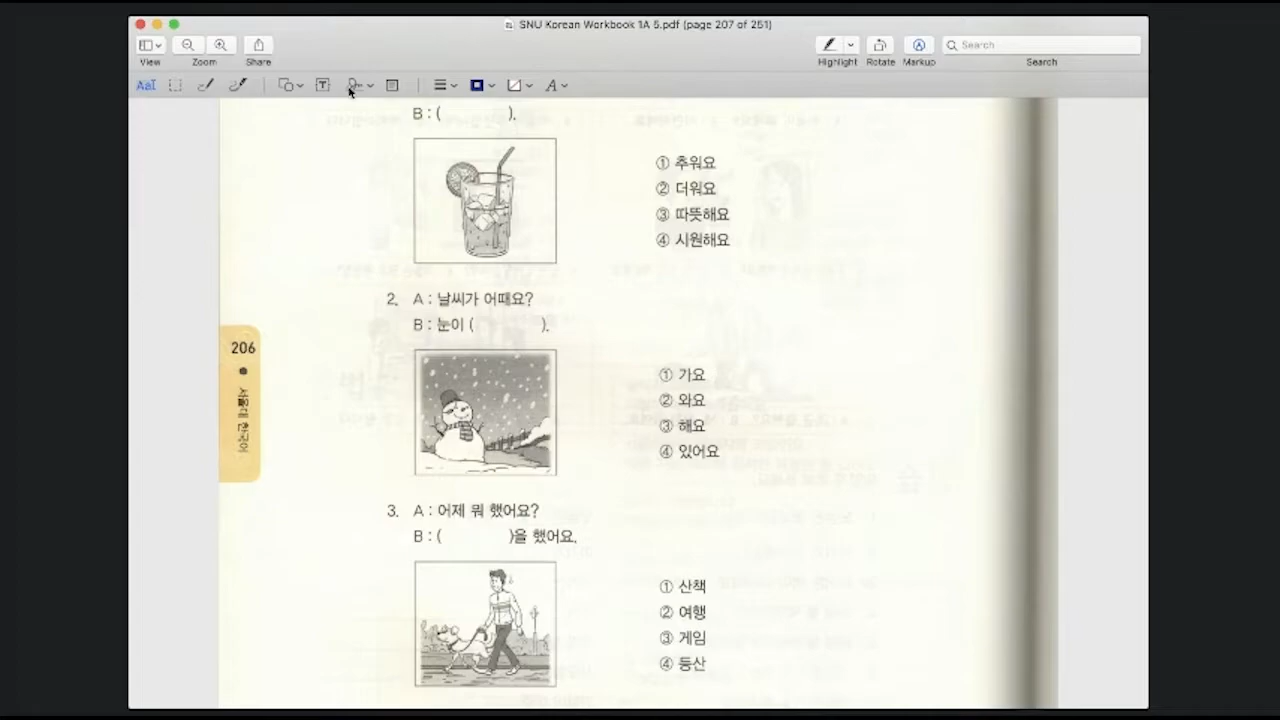 SNU Korean Workbook 1A 5.pdf (page 207 of 251)
View Zoom Share Highlight Rotate Markup Search
Search
AaI T A
B : ( ).
① 추워요
② 더워요
③ 따뜻해요
④ 시원해요
2. A : 날씨가 어때요?
B : 눈이 ( ).
① 가요
② 와요
③ 해요
④ 있어요
206
서울대 한국어
3. A : 어제 뭐 했어요?
B : ( )을 했어요.
① 산책
② 여행
③ 게임
④ 등산